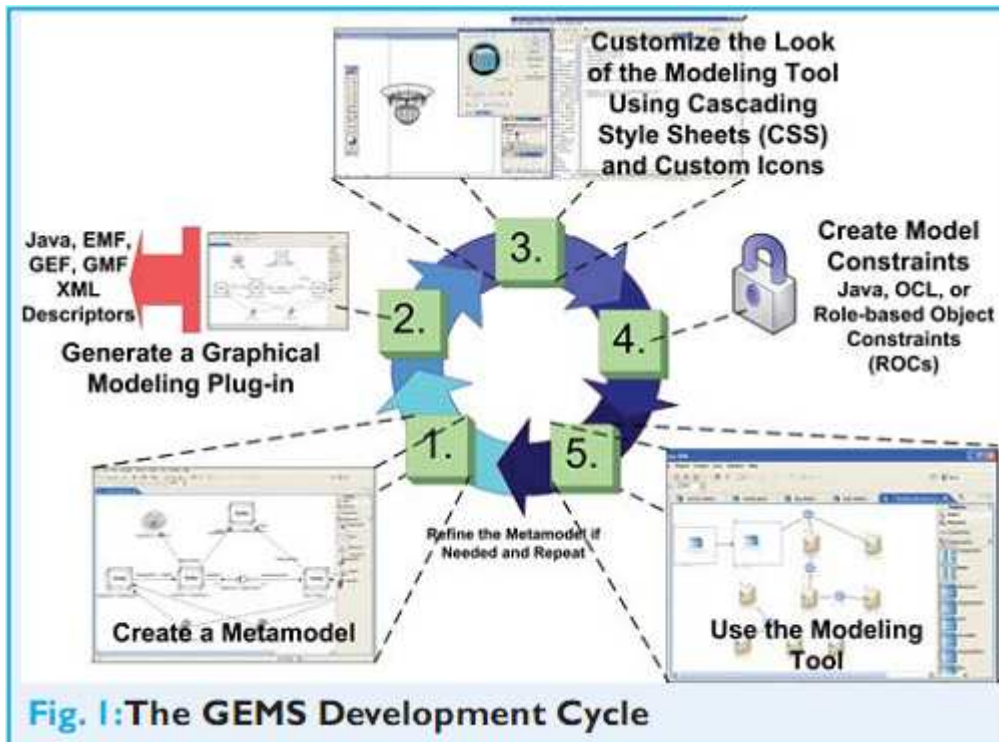 Customize the Look
of the Modeling Tool
Using Cascading
Style Sheets (CSS)
and Custom Icons
3.
Java, EMF,
GEF, GMF
XML
Descriptors
2.
Generate a Graphical
Modeling Plug-in
4.
Create Model
Constraints
Java, OCL, or
Role-based Object
Constraints
(ROCs)
1.
Create a Metamodel
5.
Refine the Metamodel if
Needed and Repeat
Use the Modeling
Tool
Fig. 1: The GEMS Development Cycle